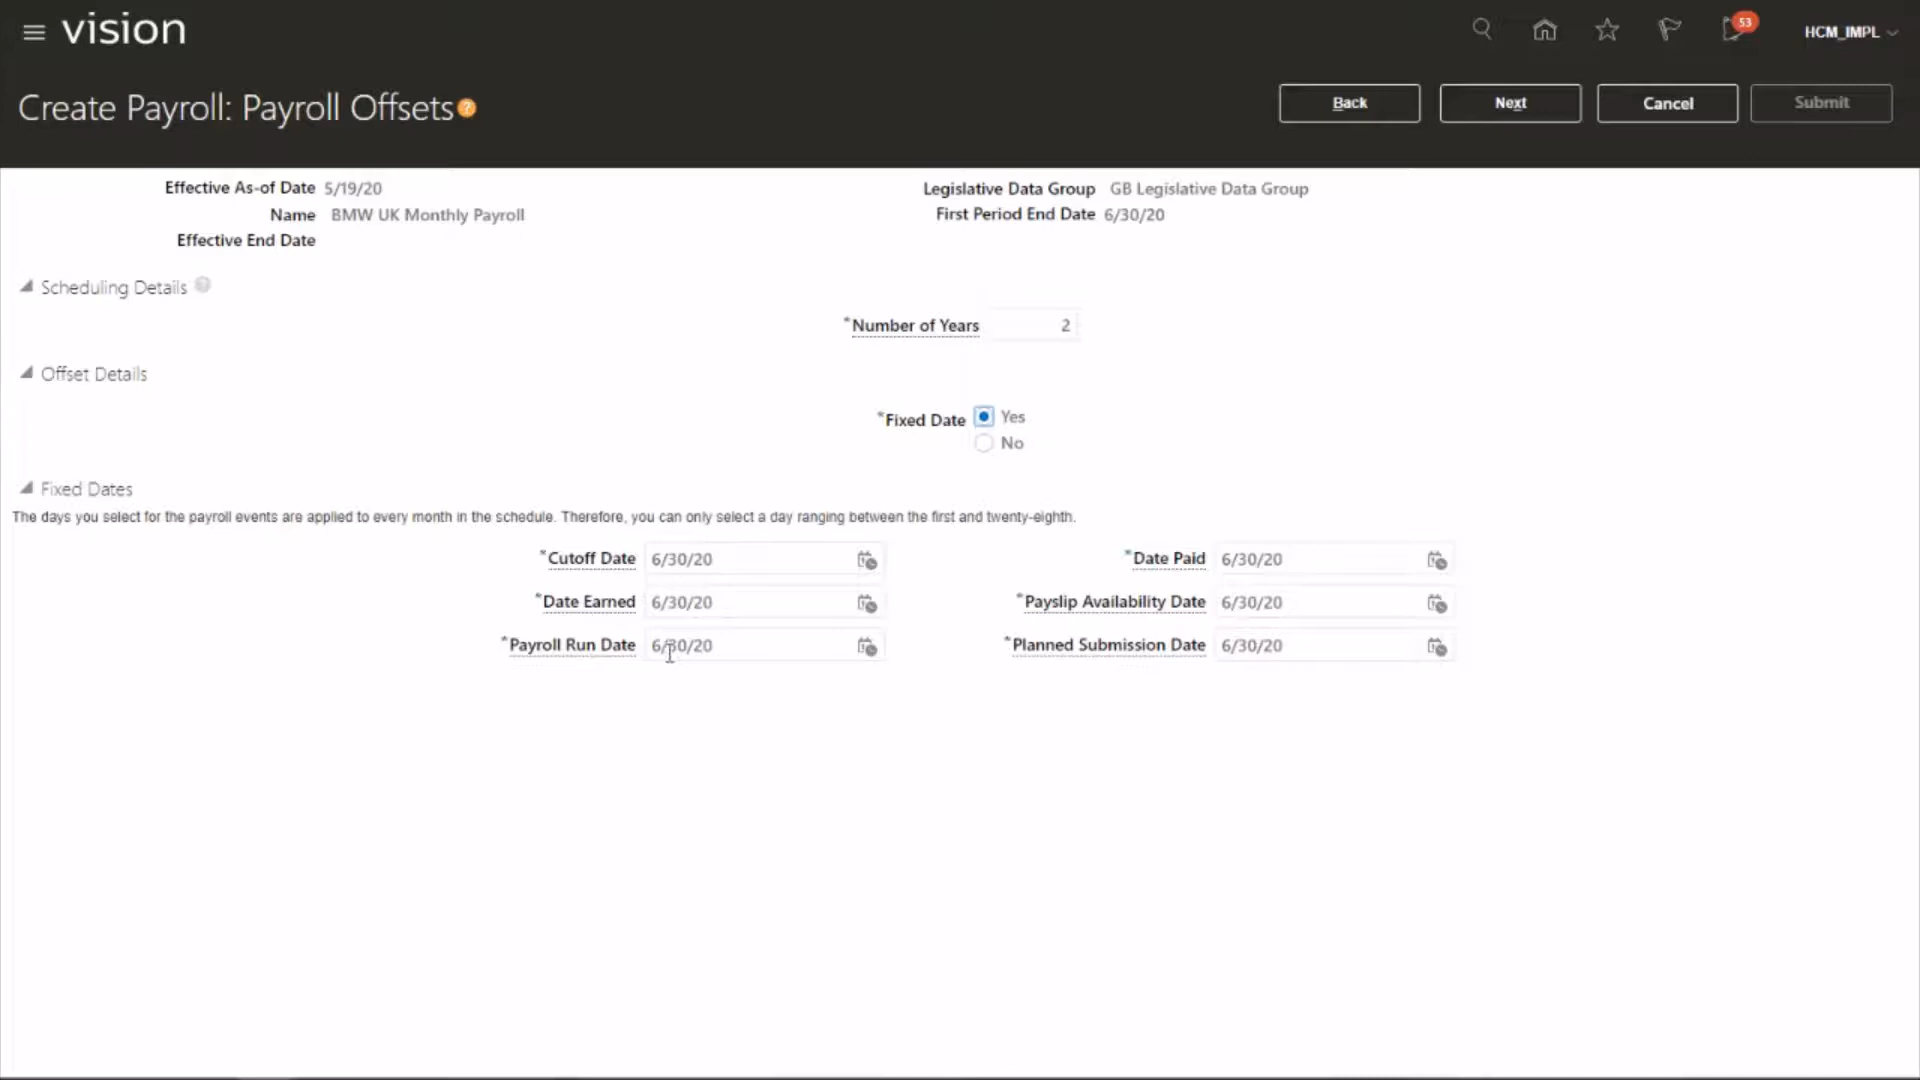 vision
53
HCM_IMPL
Create Payroll: Payroll Offsets
Back
Next
Cancel
Submit
Effective As-of Date 5/19/20
Legislative Data Group GB Legislative Data Group
Name BMW UK Monthly Payroll
First Period End Date 6/30/20
Effective End Date
Scheduling Details
*Number of Years 2
Offset Details
*Fixed Date Yes
No
Fixed Dates
The days you select for the payroll events are applied to every month in the schedule. Therefore, you can only select a day ranging between the first and twenty-eighth.
*Cutoff Date 6/30/20
*Date Paid 6/30/20
*Date Earned 6/30/20
*Payslip Availability Date 6/30/20
*Payroll Run Date 6/30/20
*Planned Submission Date 6/30/20